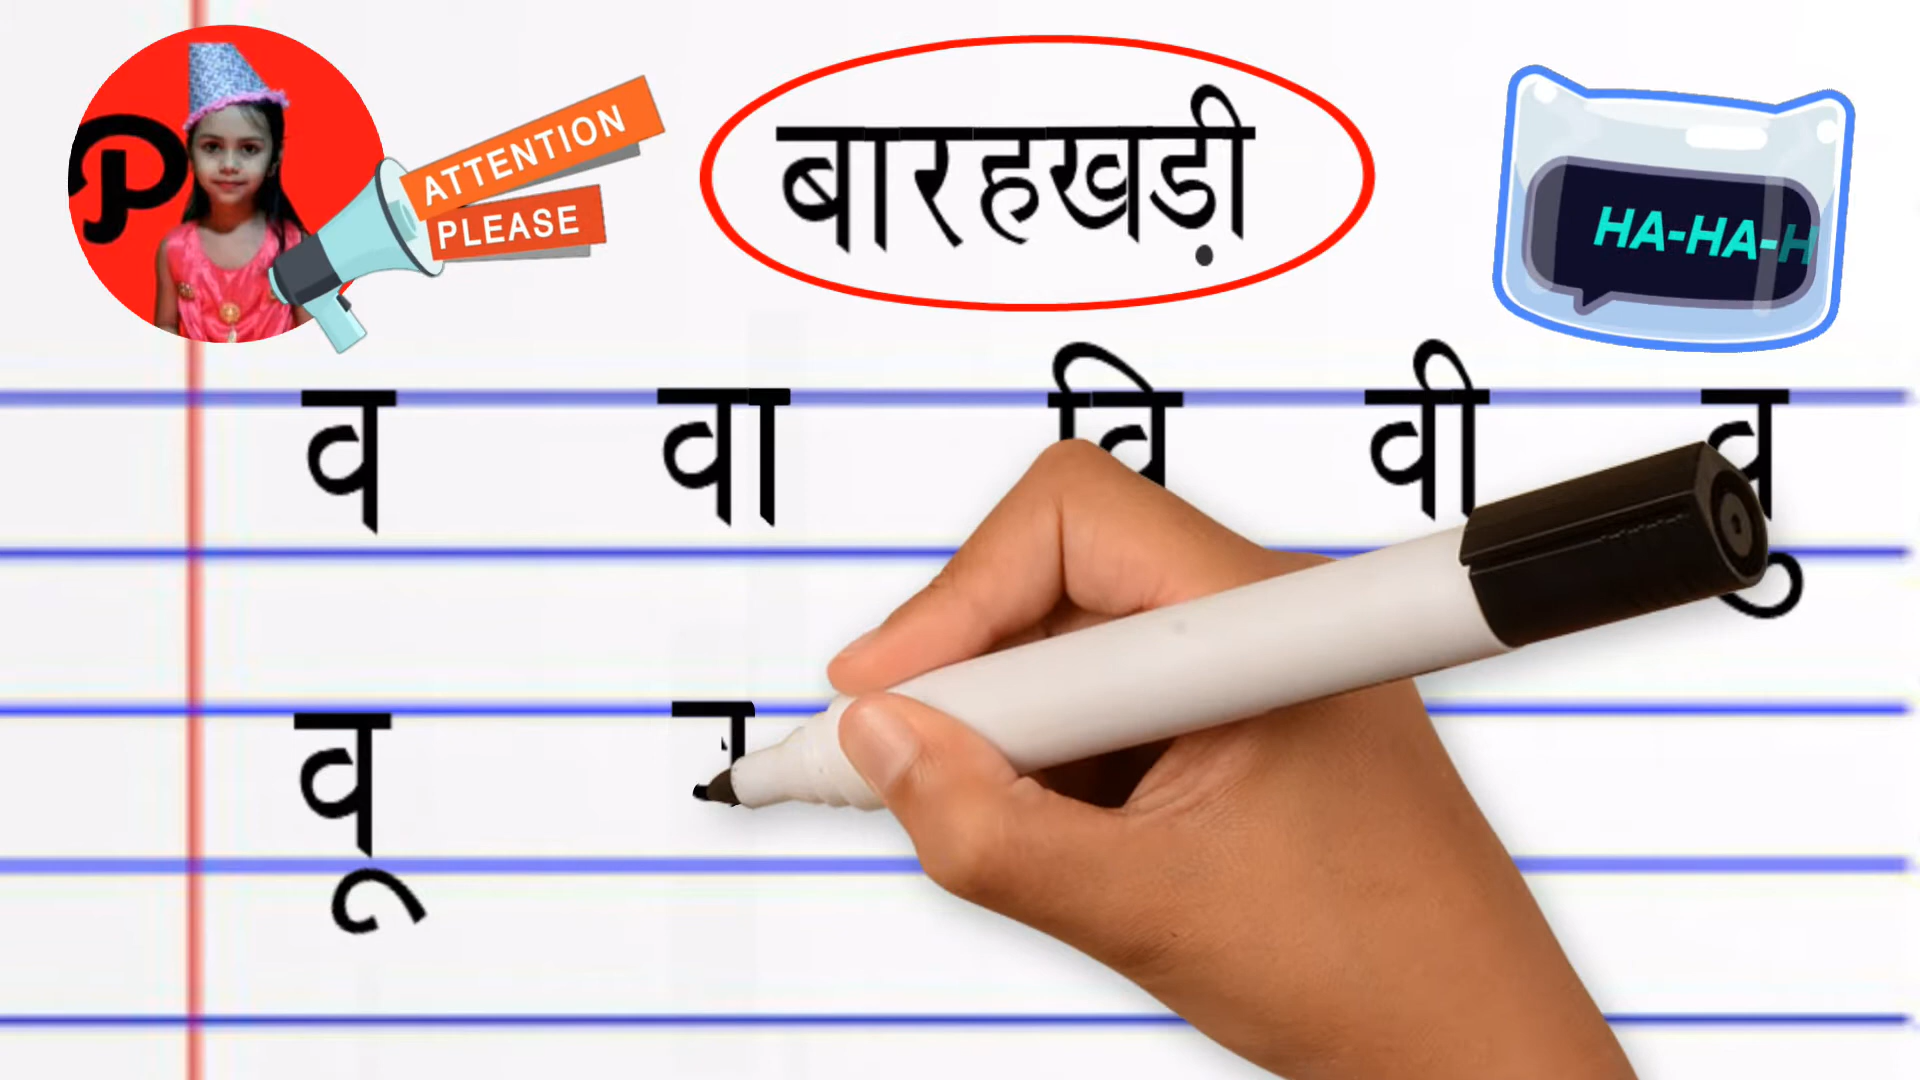 ATTENTION
PLEASE
बारहखड़ी
HA-HA-H
व वा वि वी वु
वू